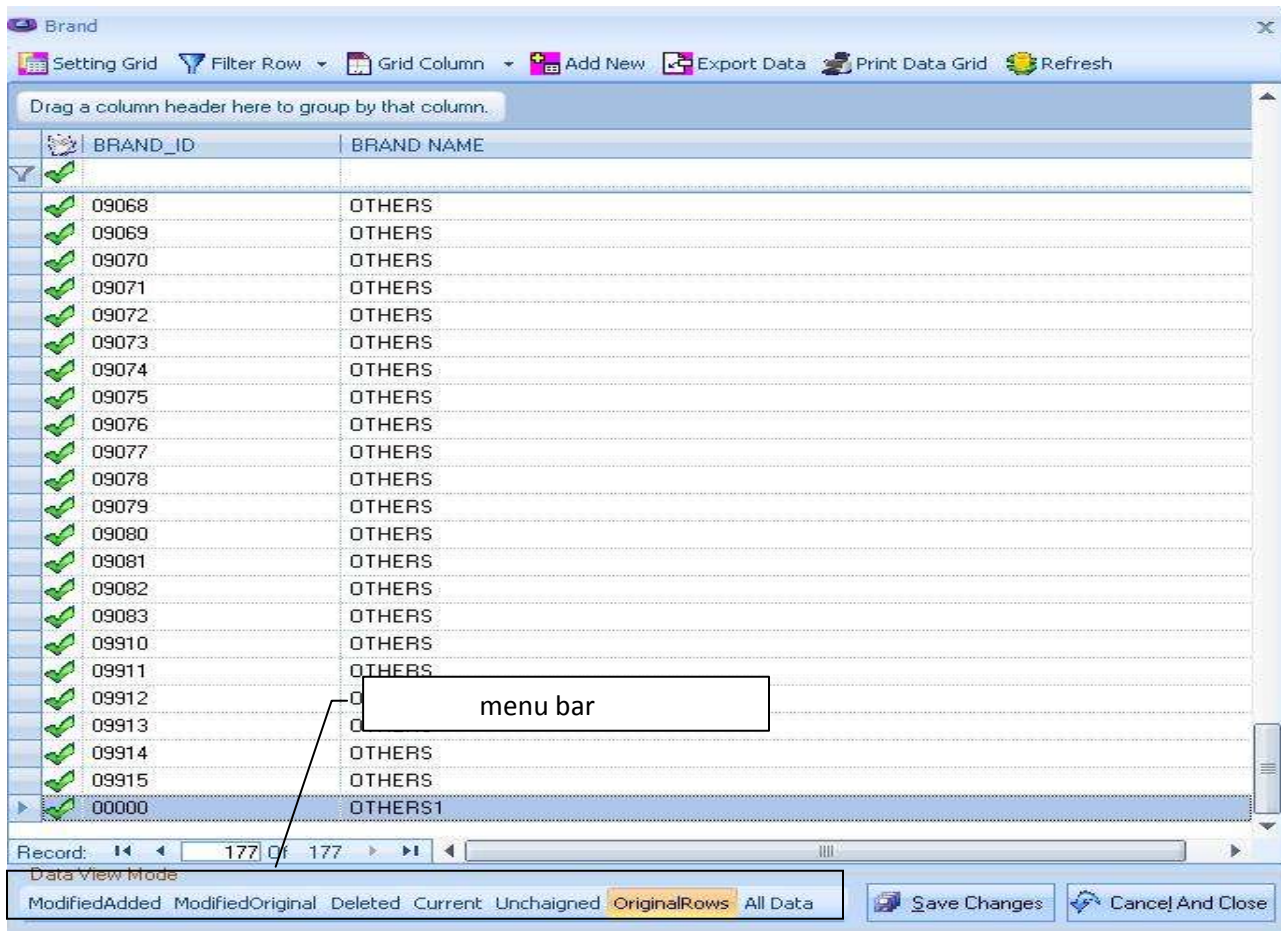 Brand
Setting Grid Filter Row Grid Column Add New Export Data Print Data Grid Refresh
Drag a column header here to group by that column.
BRAND_ID BRAND NAME
09068 OTHERS
09069 OTHERS
09070 OTHERS
09071 OTHERS
09072 OTHERS
09073 OTHERS
09074 OTHERS
09075 OTHERS
09076 OTHERS
09077 OTHERS
09078 OTHERS
09079 OTHERS
09080 OTHERS
09081 OTHERS
09082 OTHERS
09083 OTHERS
09910 OTHERS
09911 OTHERS
09912
menu bar
09913
09914 OTHERS
09915 OTHERS
00000 OTHERS1
Record: 177 Of 177
Data View Mode
ModifiedAdded ModifiedOriginal Deleted Current Unchaigned OriginalRows All Data Save Changes Cancel And Close